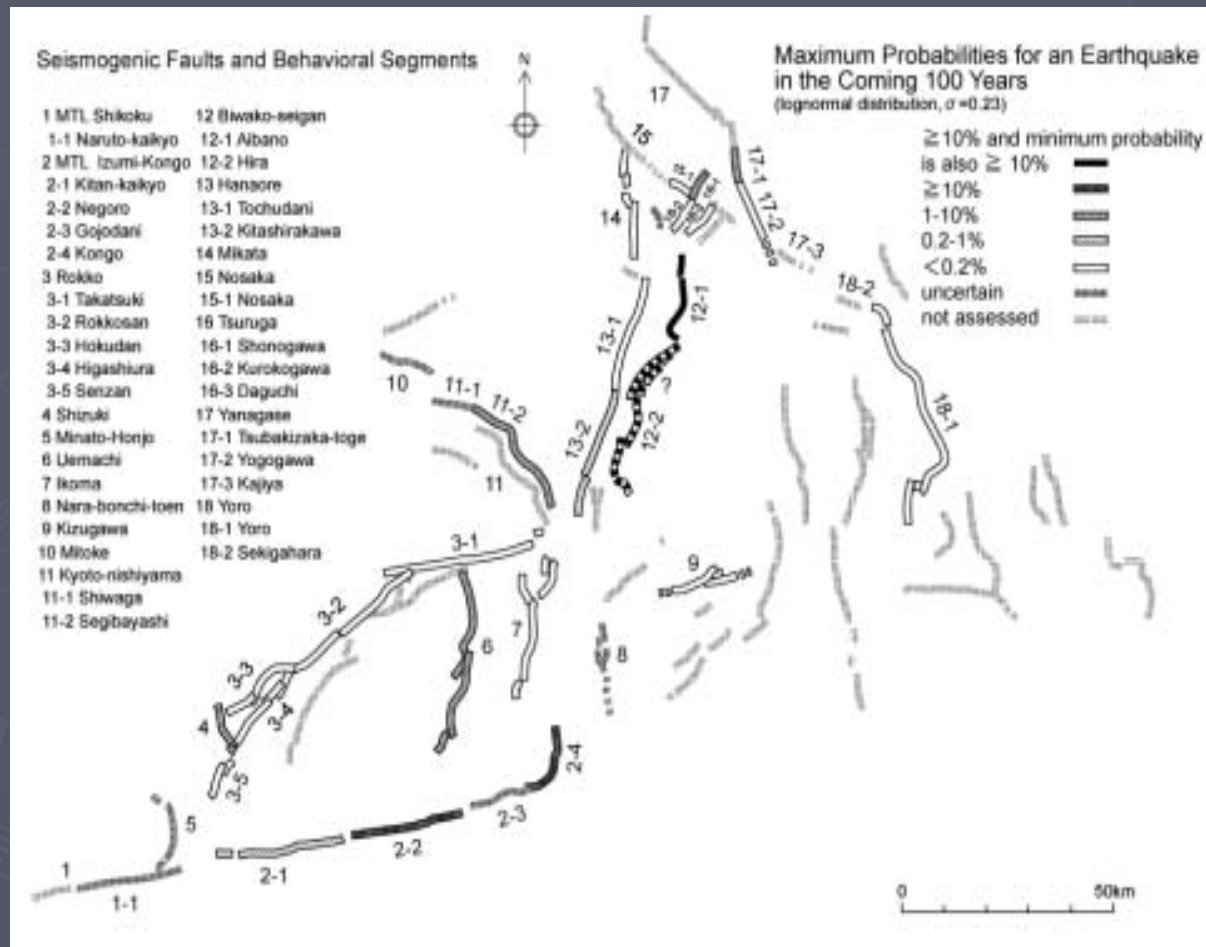 Seismogenic Faults and Behavioral Segments
1 MTL Shikoku
1-1 Naruto-kaikyo
2 MTL Izumi-Kongo
2-1 Kitan-kaikyo
2-2 Negoro
2-3 Gojodani
2-4 Kongo
3 Rokko
3-1 Takatsuki
3-2 Rokkosan
3-3 Hokudan
3-4 Higashiura
3-5 Senzan
4 Shizuki
5 Minato-Honjo
6 Uemachi
7 Ikoma
8 Nara-bonchi-toen
9 Kizugawa
10 Mitoke
11 Kyoto-nishiyama
11-1 Shiwaga
11-2 Segibayashi
12 Biwako-seigan
12-1 Aibano
12-2 Hira
13 Hanaore
13-1 Tochudani
13-2 Kitashirakawa
14 Mikata
15 Nosaka
15-1 Nosaka
16 Tsuruga
16-1 Shonogawa
16-2 Kurokogawa
16-3 Daguchi
17 Yanagase
17-1 Tsubakizaka-toge
17-2 Yogogawa
17-3 Kajiya
18 Yoro
18-1 Yoro
18-2 Sekigahara
N
Maximum Probabilities for an Earthquake
in the Coming 100 Years
(lognormal distribution, σ =0.23)
≧10% and minimum probability
is also ≧ 10%
≧10%
1-10%
0.2-1%
<0.2%
uncertain
not assessed
17
15
17-1
17-2
14
17-3
18-2
12-1
13-1
?
10
11-1
11-2
12-2
13-2
18-1
11
3-1
9
3-2
7
6
8
3-3
3-4
4
2-4
3-5
2-3
5
2-2
2-1
1
1-1
0
50km